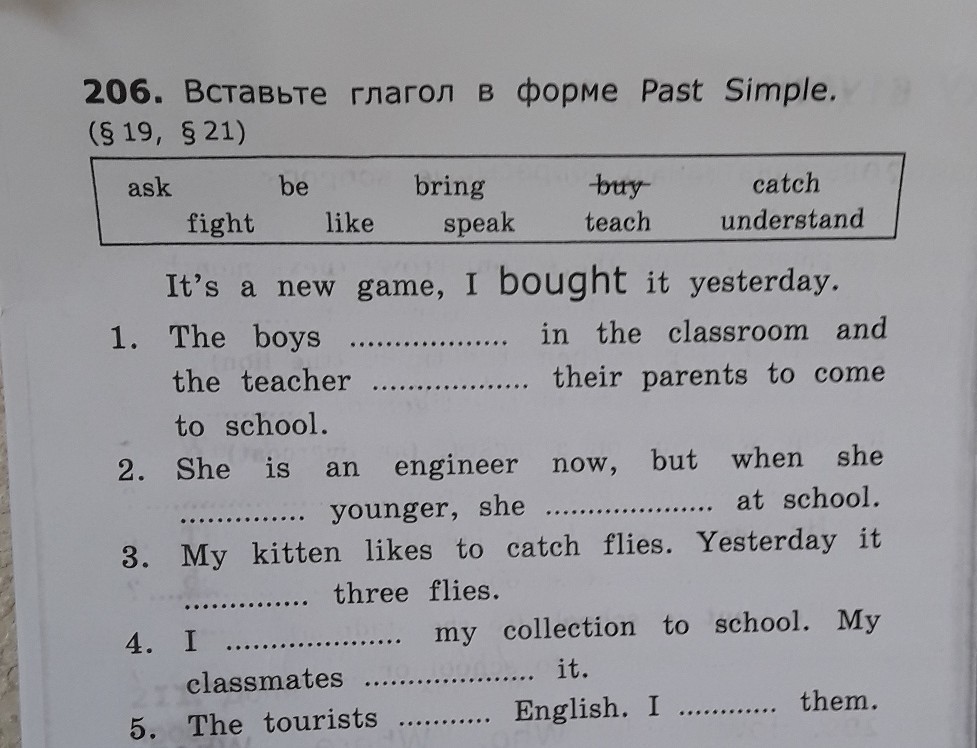 206. Вставьте глагол в форме Past Simple.
(§ 19, § 21)
ask be bring buy catch
fight like speak teach understand
It's a new game, I bought it yesterday.
1. The boys .................. in the classroom and
the teacher .................. their parents to come
to school.
2. She is an engineer now, but when she
.............. younger, she ................... at school.
3. My kitten likes to catch flies. Yesterday it
.............. three flies.
4. I .................... my collection to school. My
classmates ................... it.
5. The tourists ........... English. I ........... them.